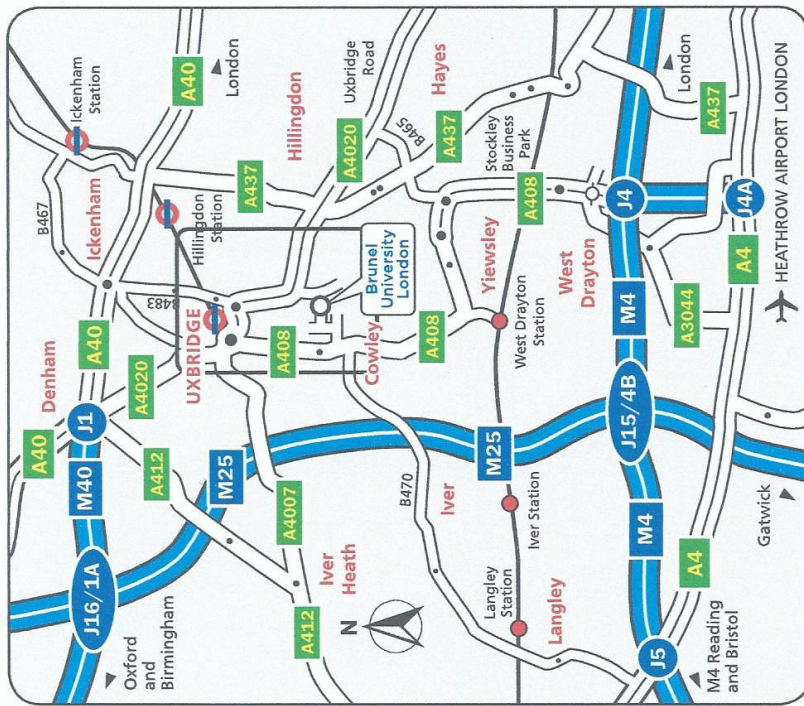 Ickenham
Station
A40
Denham
B467
J16/1A
M40
J1
A40
Ickenham
Oxford
and
Birmingham
A4020
A412
B483
Hillingdon
Station
A40
London
UXBRIDGE
M25
A437
Hillingdon
A4007
A408
A412
Iver
Heath
A4020
Uxbridge
Road
N
Brunel
University
London
Cowley
B470
B465
A408
Hayes
A437
Iver
M25
Yiewsley
Stockley
Business
Park
Langley
Station
Iver Station
West Drayton
Station
A408
Langley
West
Drayton
J5
M4
J15/4B
M4
J4
London
A3044
A437
A4
M4 Reading
and Bristol
Gatwick
A4
J4A
HEATHROW AIRPORT LONDON